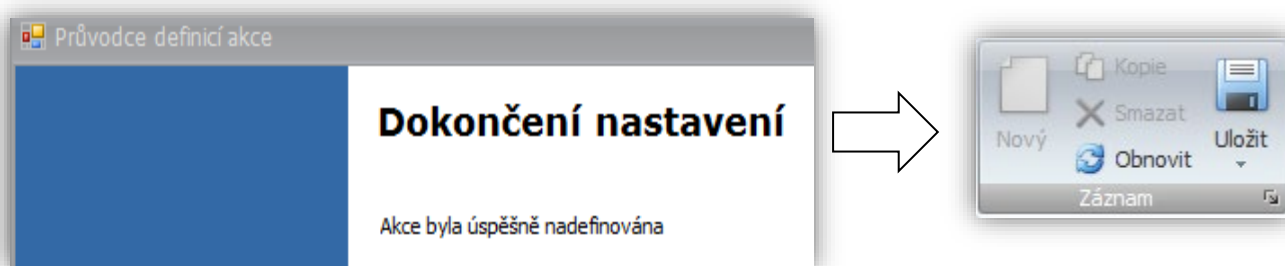 Průvodce definicí akce
Dokončení nastavení
Akce byla úspěšně nadefinována
Nový
Kopie
Smazat
Obnovit
Uložit
Záznam